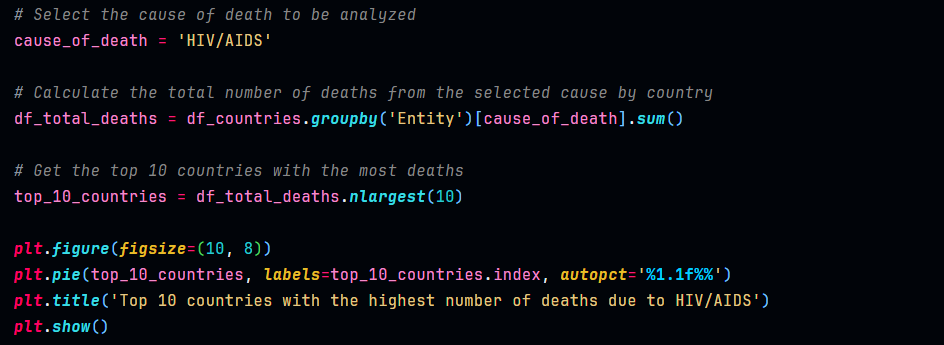 # Select the cause of death to be analyzed
cause_of_death = 'HIV/AIDS'
# Calculate the total number of deaths from the selected cause by country
df_total_deaths = df_countries.groupby('Entity')[cause_of_death].sum()
# Get the top 10 countries with the most deaths
top_10_countries = df_total_deaths.nlargest(10)
plt.figure(figsize=(10, 8))
plt.pie(top_10_countries, labels=top_10_countries.index, autopct='%1.1f%%')
plt.title('Top 10 countries with the highest number of deaths due to HIV/AIDS')
plt.show()